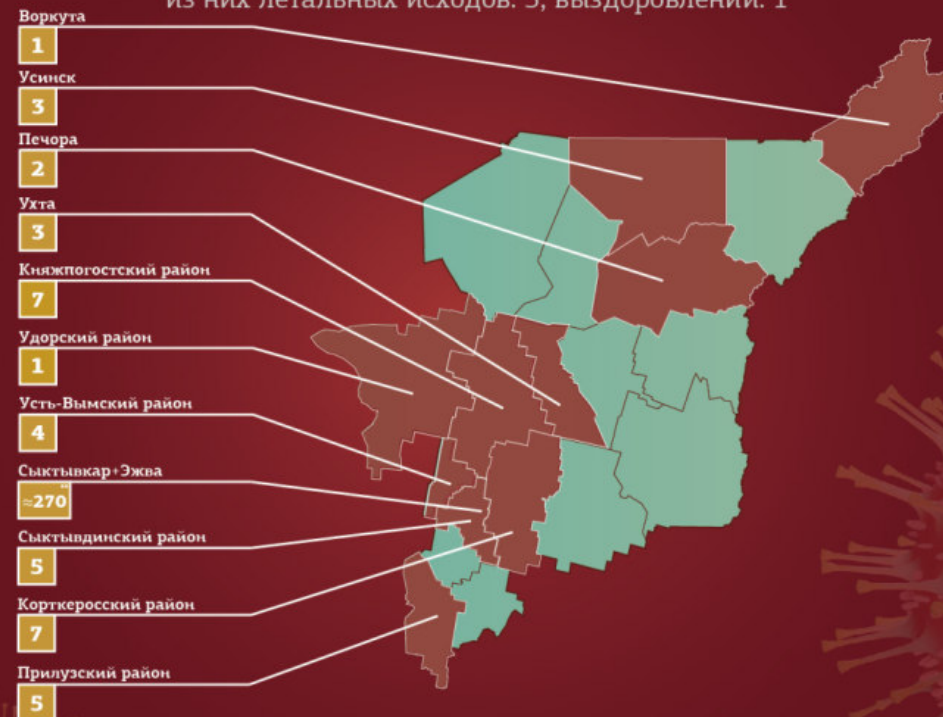 из них летальных исходов: 3, выздоровлений: 1
Воркута
1
Усинск
3
Печора
2
Ухта
3
Княжпогостский район
7
Удорский район
1
Усть-Вымский район
4
Сыктывкар+Эжва
≈270**
Сыктывдинский район
5
Корткеросский район
7
Прилузский район
5